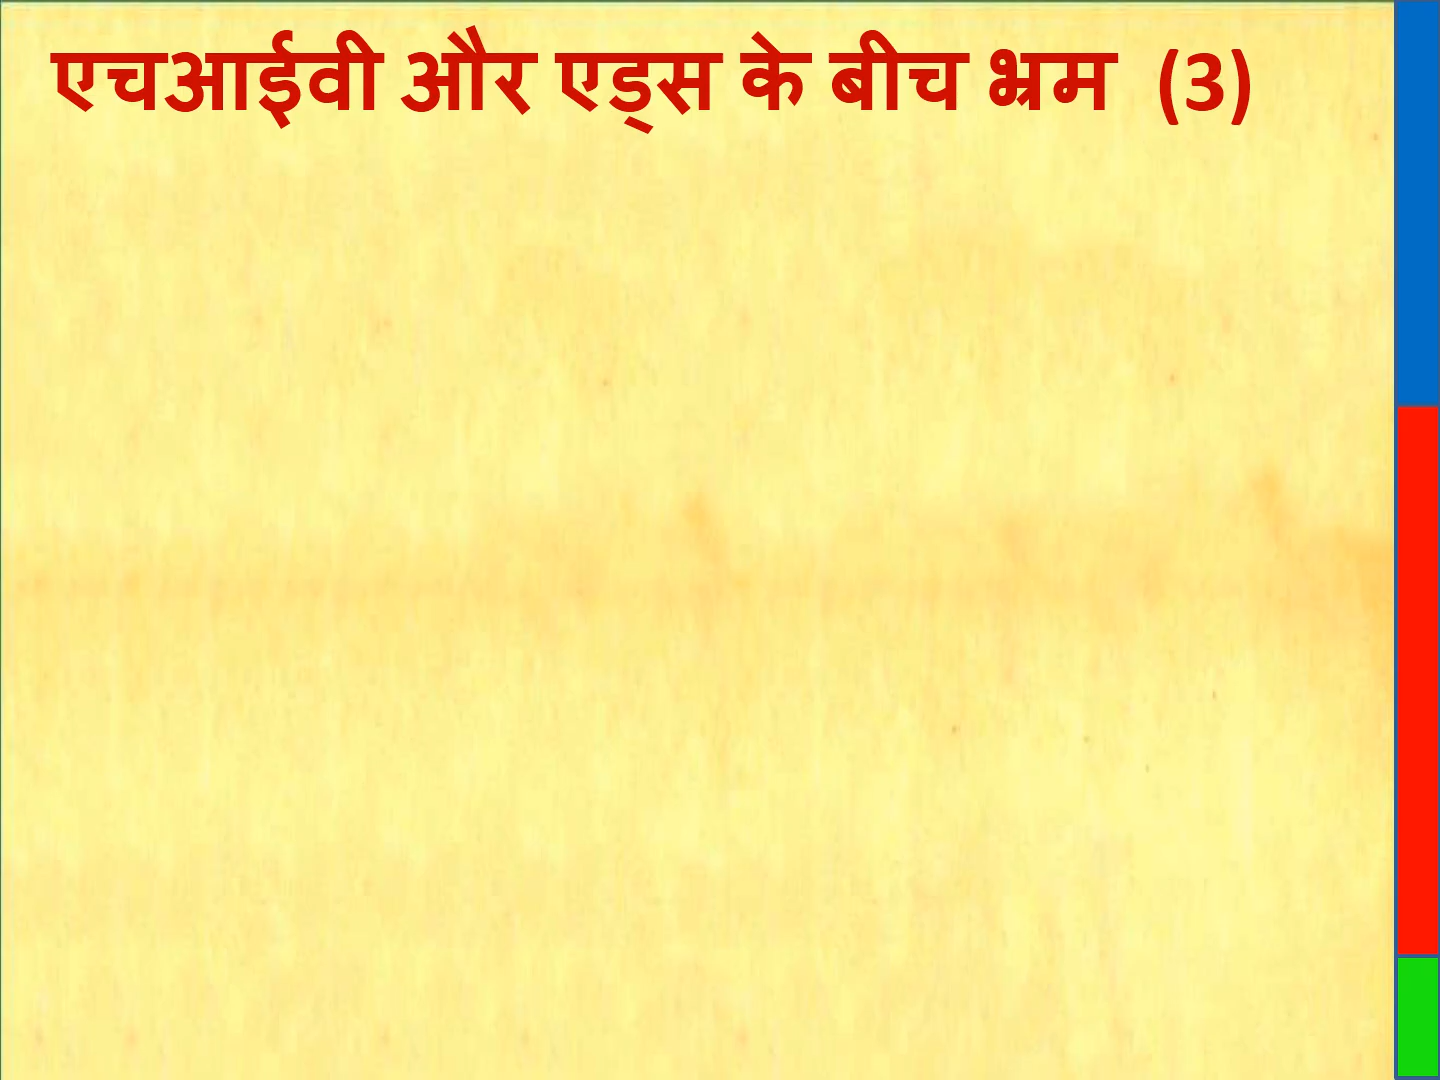 एचआईवी और एड्स के बीच भ्रम (3)